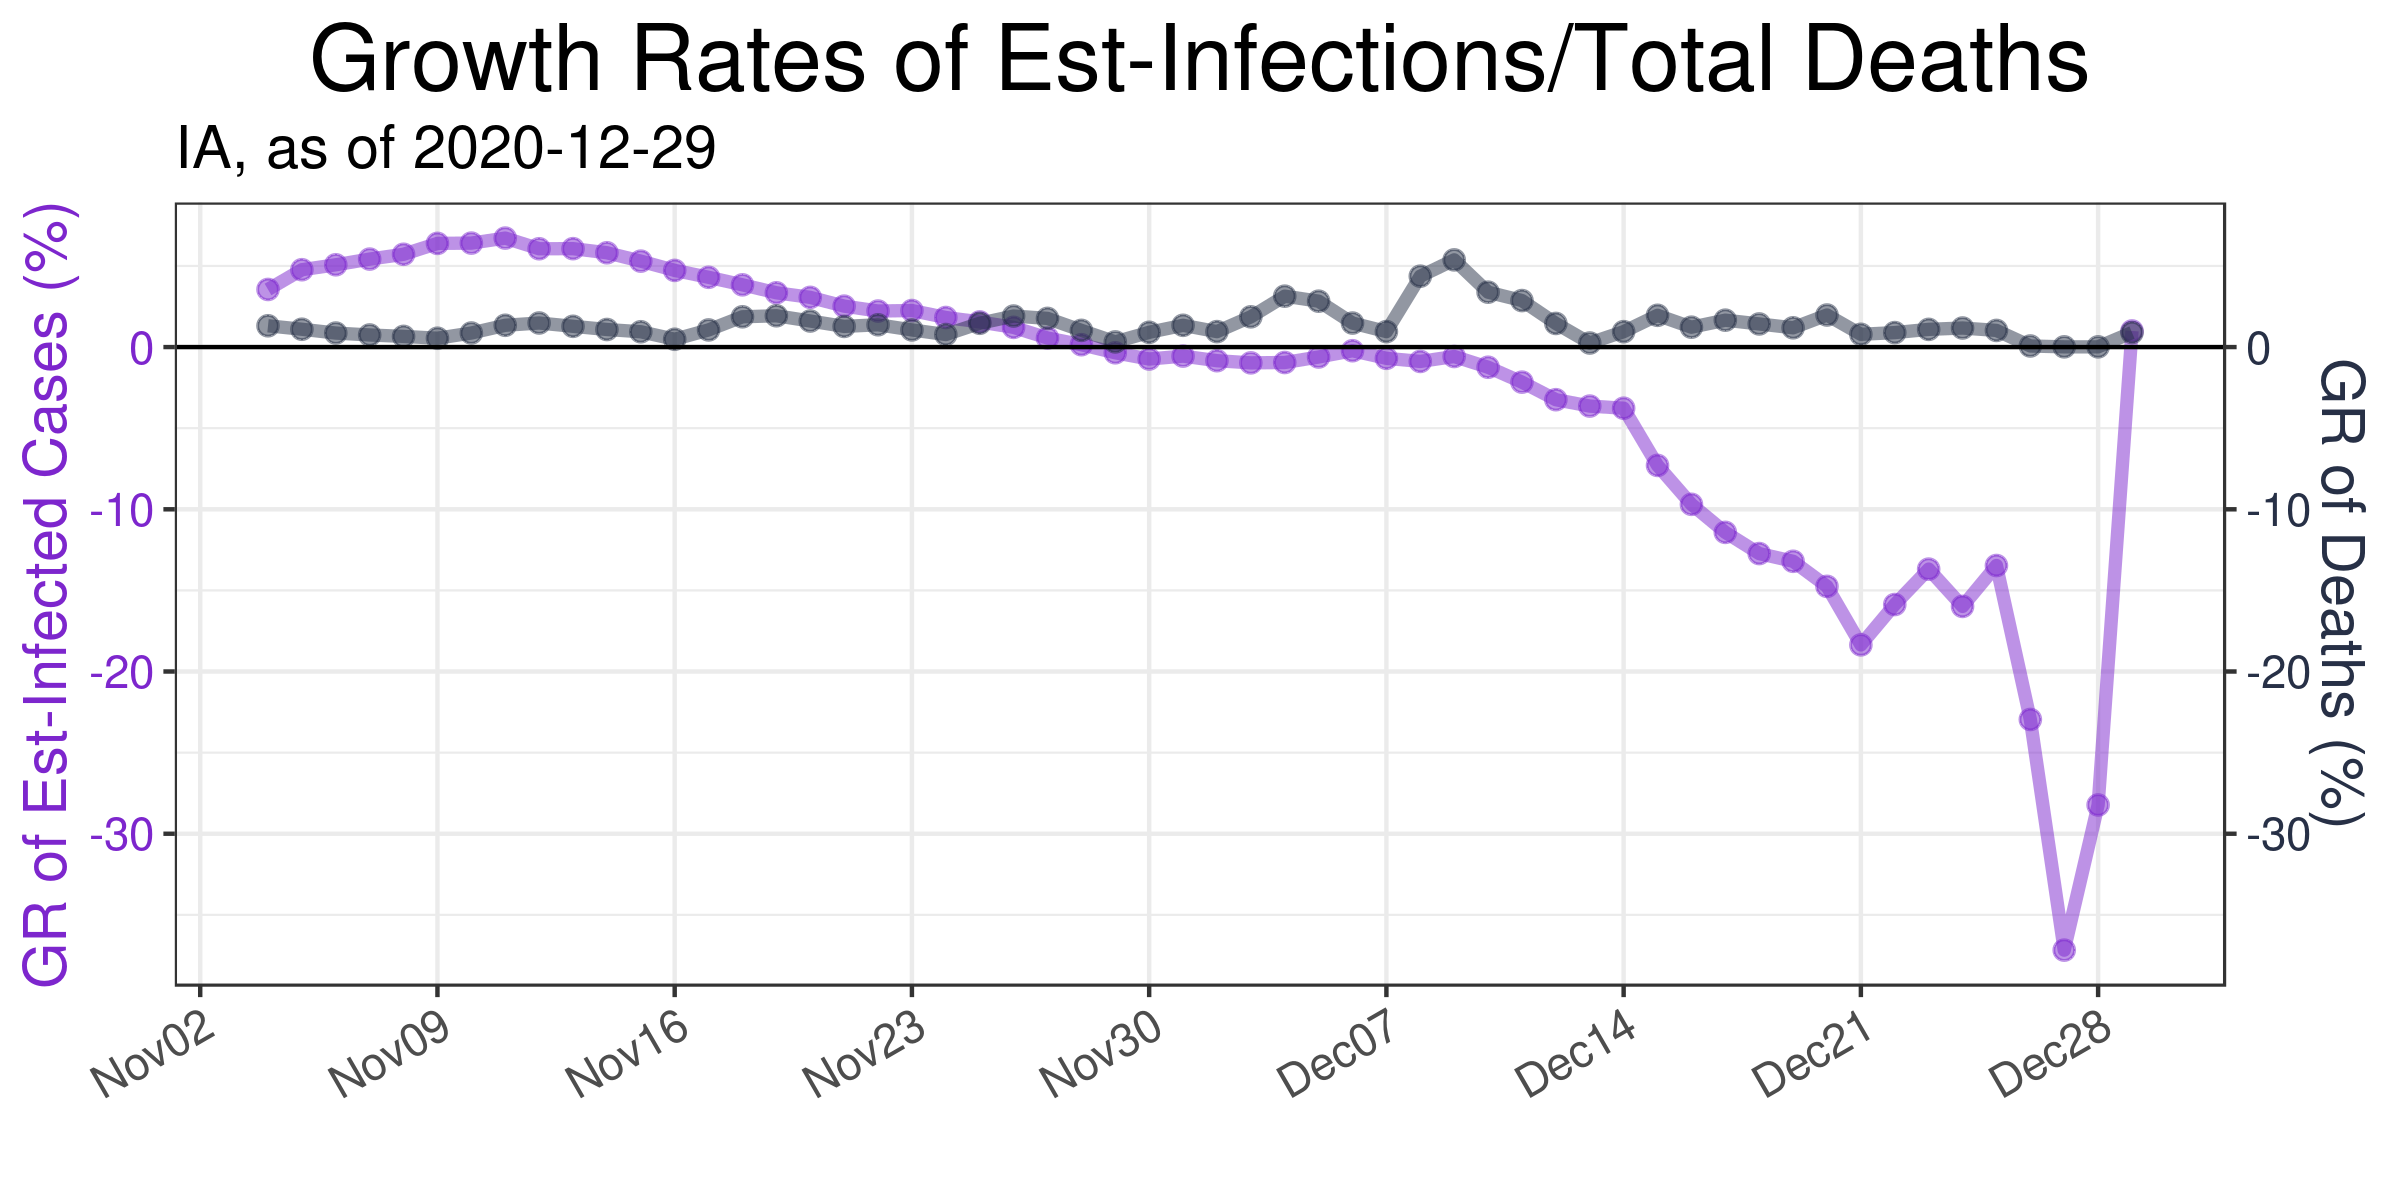 Growth Rates of Est-Infections/Total Deaths
IA, as of 2020-12-29
GR of Est-Infected Cases (%)
0
-10
-20
-30
0
-10
-20
-30
GR of Deaths (%)
Nov02
Nov09
Nov16
Nov23
Nov30
Dec07
Dec14
Dec21
Dec28